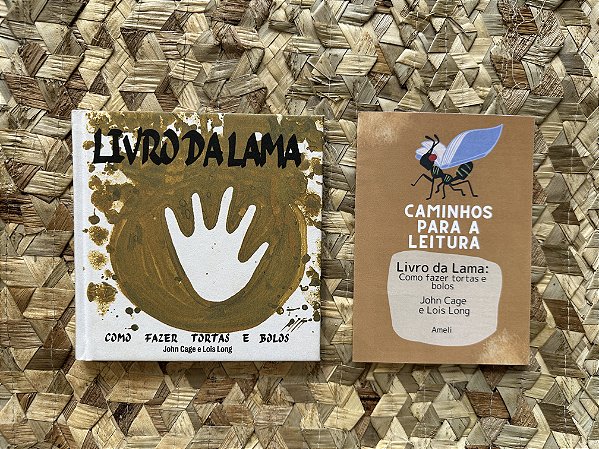 LIVRO DA LAMA
COMO FAZER TORTAS E BOLOS
John Cage e Lois Long
CAMINHOS
PARA A
LEITURA
Livro da Lama:
Como fazer tortas e
bolos
John Cage
e Lois Long
Ameli